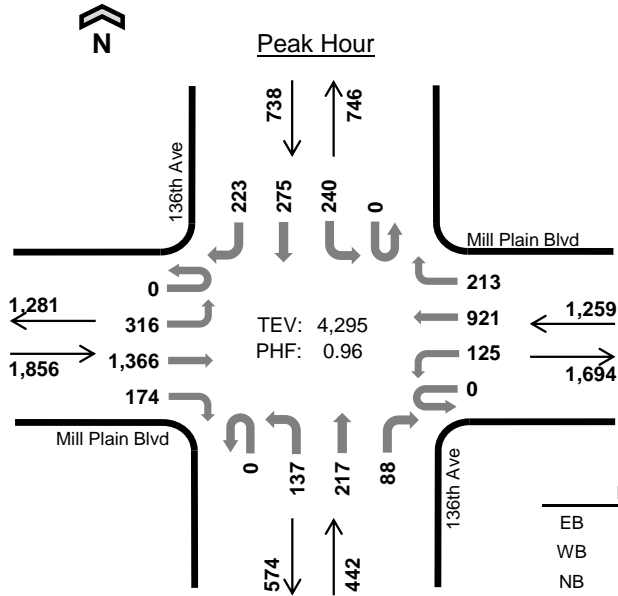 N
Peak Hour
738
746
136th Ave
223
275
240
0
Mill Plain Blvd
0
213
1,281
316
TEV: 4,295
921
1,259
1,856
1,366
PHF: 0.96
125
1,694
174
0
Mill Plain Blvd
0
137
217
88
136th Ave
574
442
EB
WB
NB